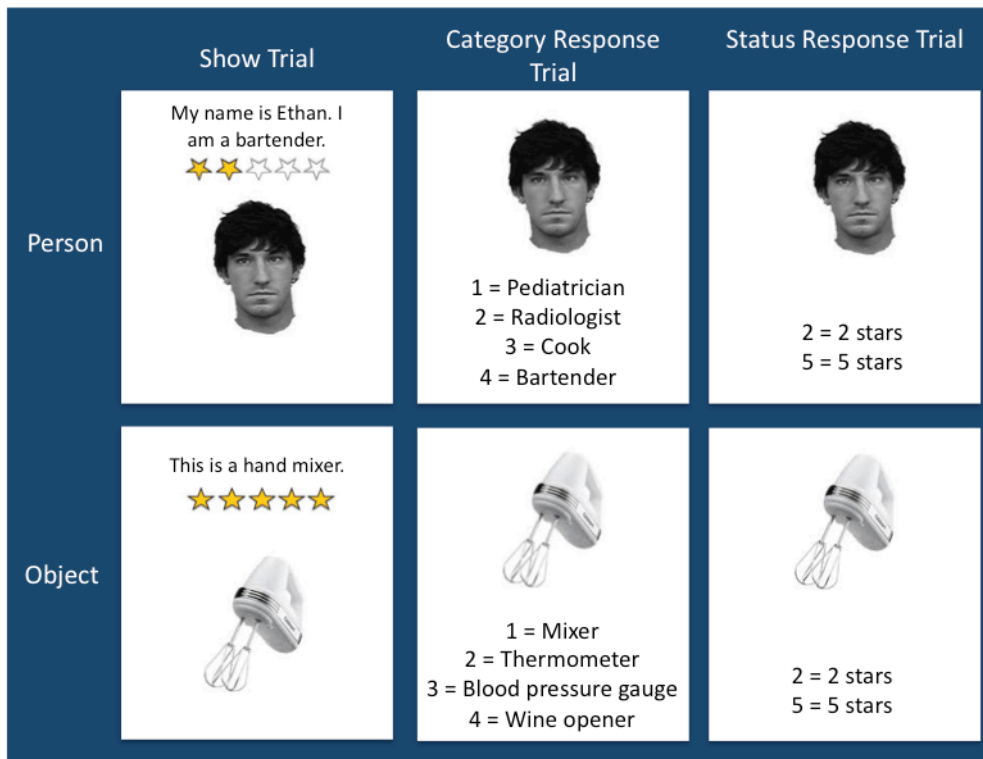 Show Trial
Category Response
Trial
Status Response Trial
Person
My name is Ethan. I
am a bartender.
1 = Pediatrician
2 = Radiologist
3 = Cook
4 = Bartender
2 = 2 stars
5 = 5 stars
Object
This is a hand mixer.
1 = Mixer
2 = Thermometer
3 = Blood pressure gauge
4 = Wine opener
2 = 2 stars
5 = 5 stars